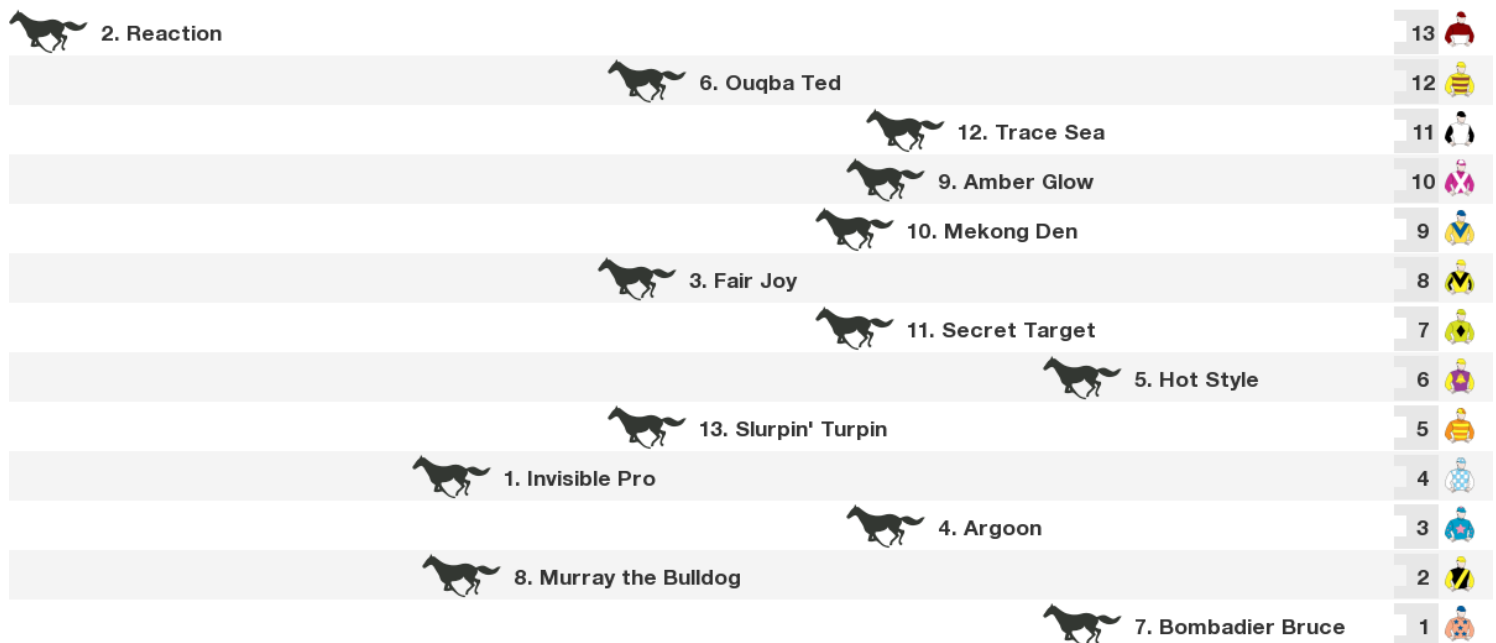 2. Reaction 13
6. Ouqba Ted 12
12. Trace Sea 11
9. Amber Glow 10
10. Mekong Den 9
3. Fair Joy 8
11. Secret Target 7
5. Hot Style 6
13. Slurpin' Turpin 5
1. Invisible Pro 4
4. Argoon 3
8. Murray the Bulldog 2
7. Bombadier Bruce 1